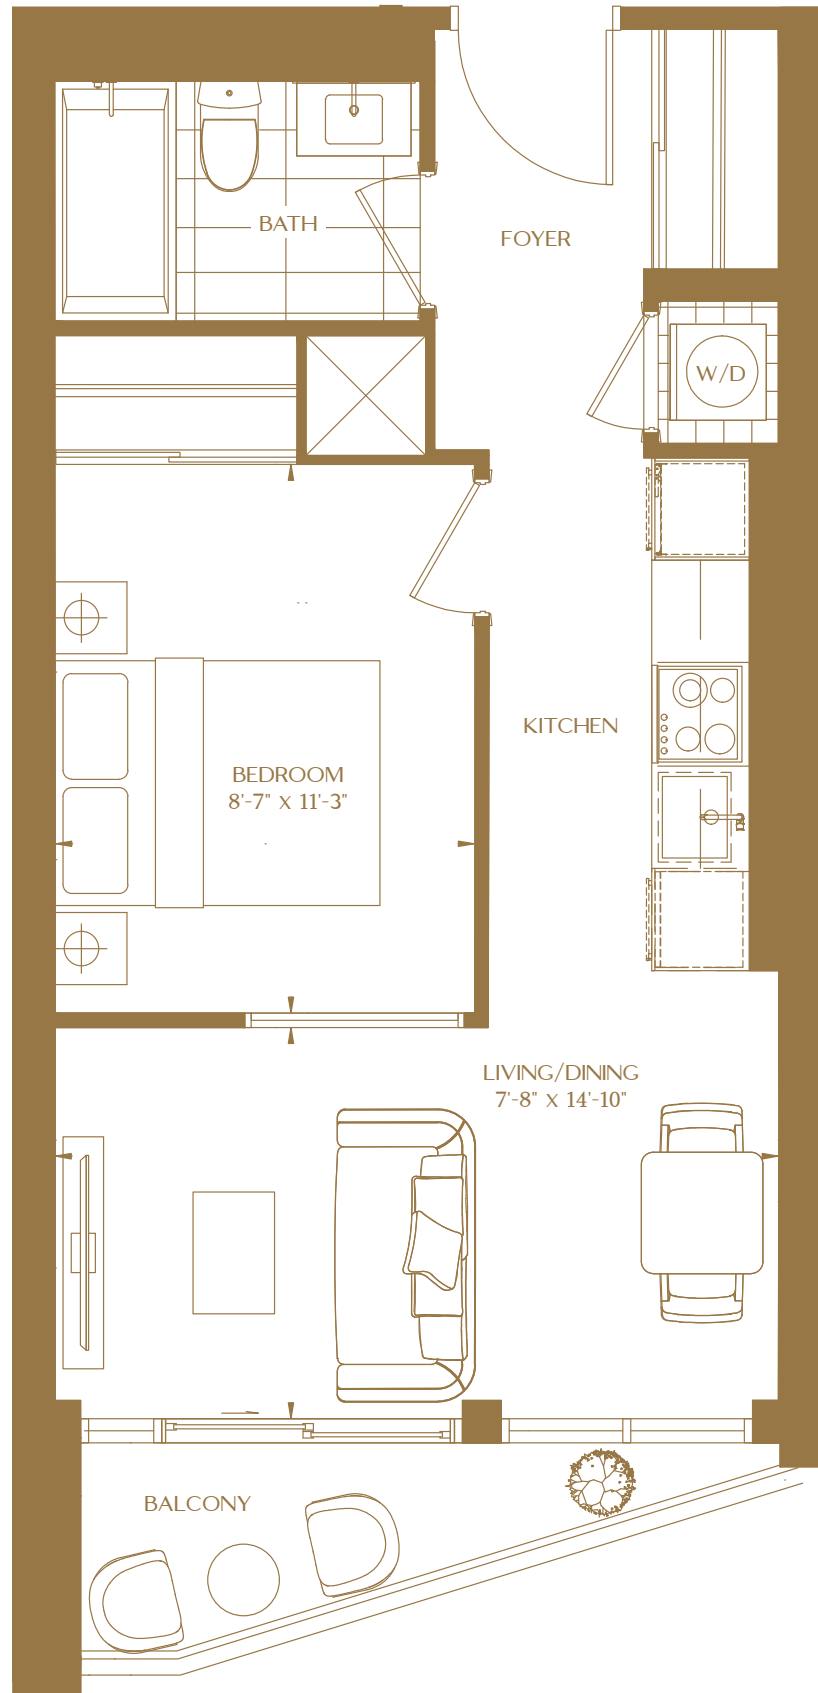 BATH
FOYER
W/D
KITCHEN
BEDROOM
8'-7" X 11'-3"
LIVING/DINING
7'-8" X 14'-10"
BALCONY